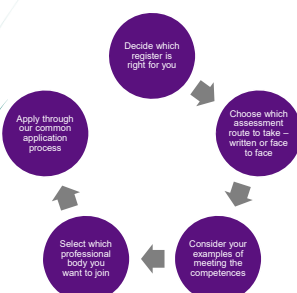 Decide which
register is
right for you
Choose which
assessment
route to take –
written or face
to face
Consider your
examples of
meeting the
competences
Select which
professional
body you
want to join
Apply through
our common
application
process